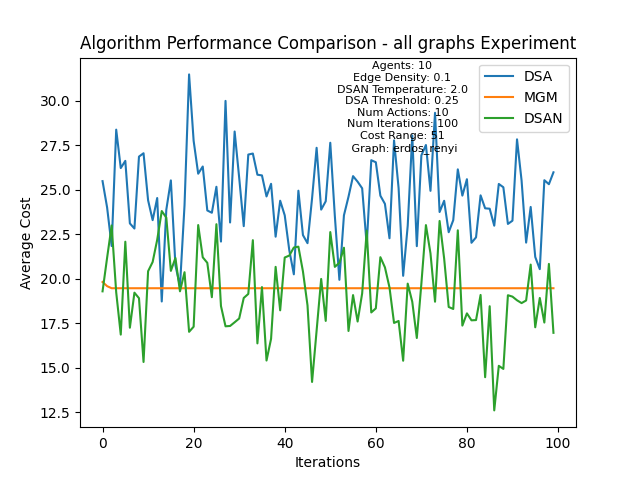 Algorithm Performance Comparison - all graphs Experiment
Agents: 10
Edge Density: 0.1
DSAN Temperature: 2.0
DSA Threshold: 0.25
Num Actions: 10
Num Iterations: 100
Cost Range: 51
Graph: erdos_renyi
DSA
MGM
DSAN
Average Cost
30.0
27.5
25.0
22.5
20.0
17.5
15.0
12.5
0 20 40 60 80 100
Iterations